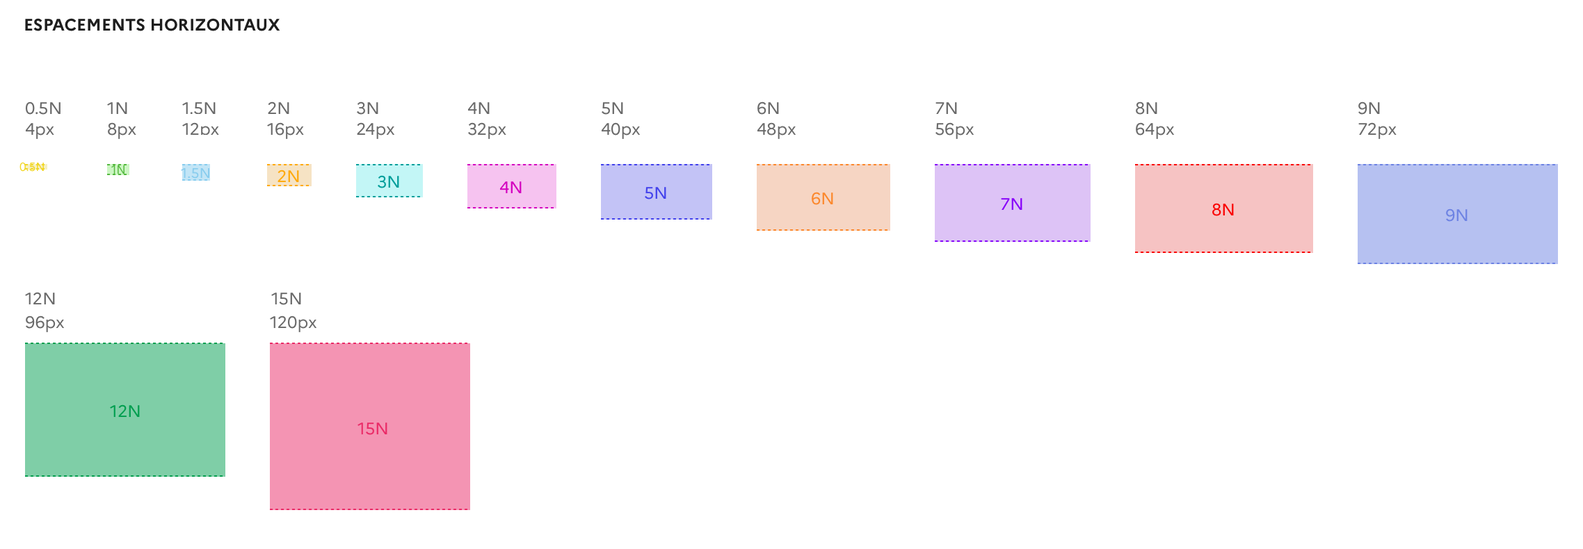 ESPACEMENTS HORIZONTAUX
0.5N 1N 1.5N 2N 3N 4N 5N 6N 7N 8N 9N
4px 8px 12px 16px 24px 32px 40px 48px 56px 64px 72px
0.5N 1N 1.5N 2N 3N 4N 5N 6N 7N 8N 9N
12N 15N
96px 120px
12N 15N